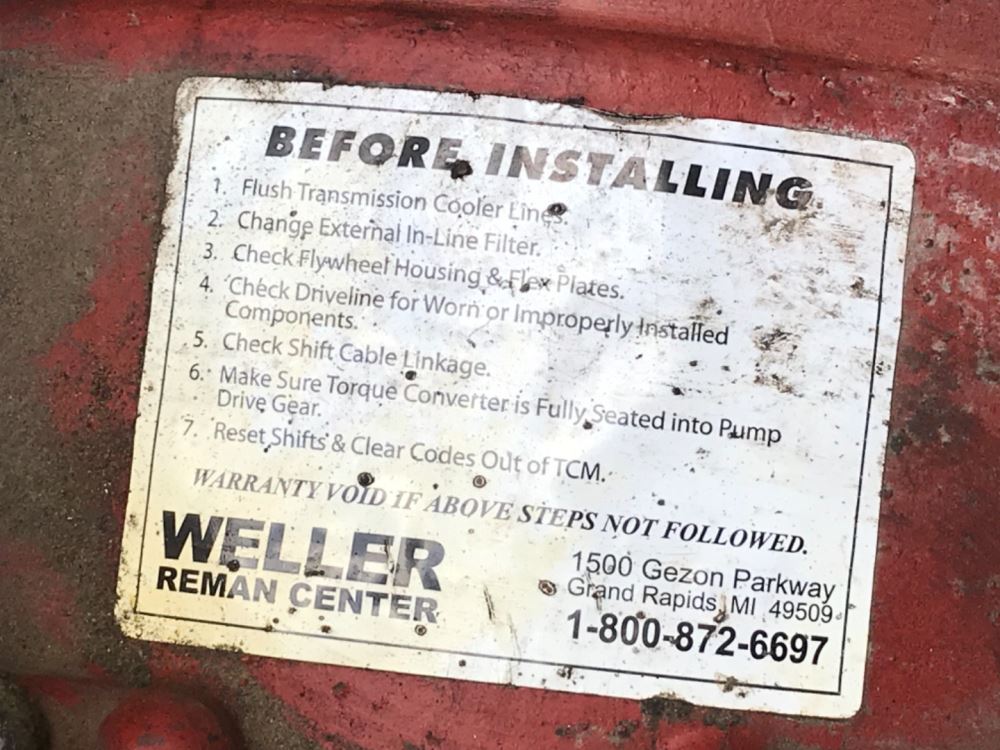 BEFORE INSTALLING
1. Flush Transmission Cooler Lines.
2. Change External In-Line Filter.
3. Check Flywheel Housing & Flex Plates.
4. Check Driveline for Worn or Improperly Installed
Components.
5. Check Shift Cable Linkage.
6. Make Sure Torque Converter is Fully Seated into Pump
Drive Gear.
7. Reset Shifts & Clear Codes Out of TCM.
WARRANTY VOID IF ABOVE STEPS NOT FOLLOWED.
WELLER
REMAN CENTER
1500 Gezon Parkway
Grand Rapids, MI 49509
1-800-872-6697